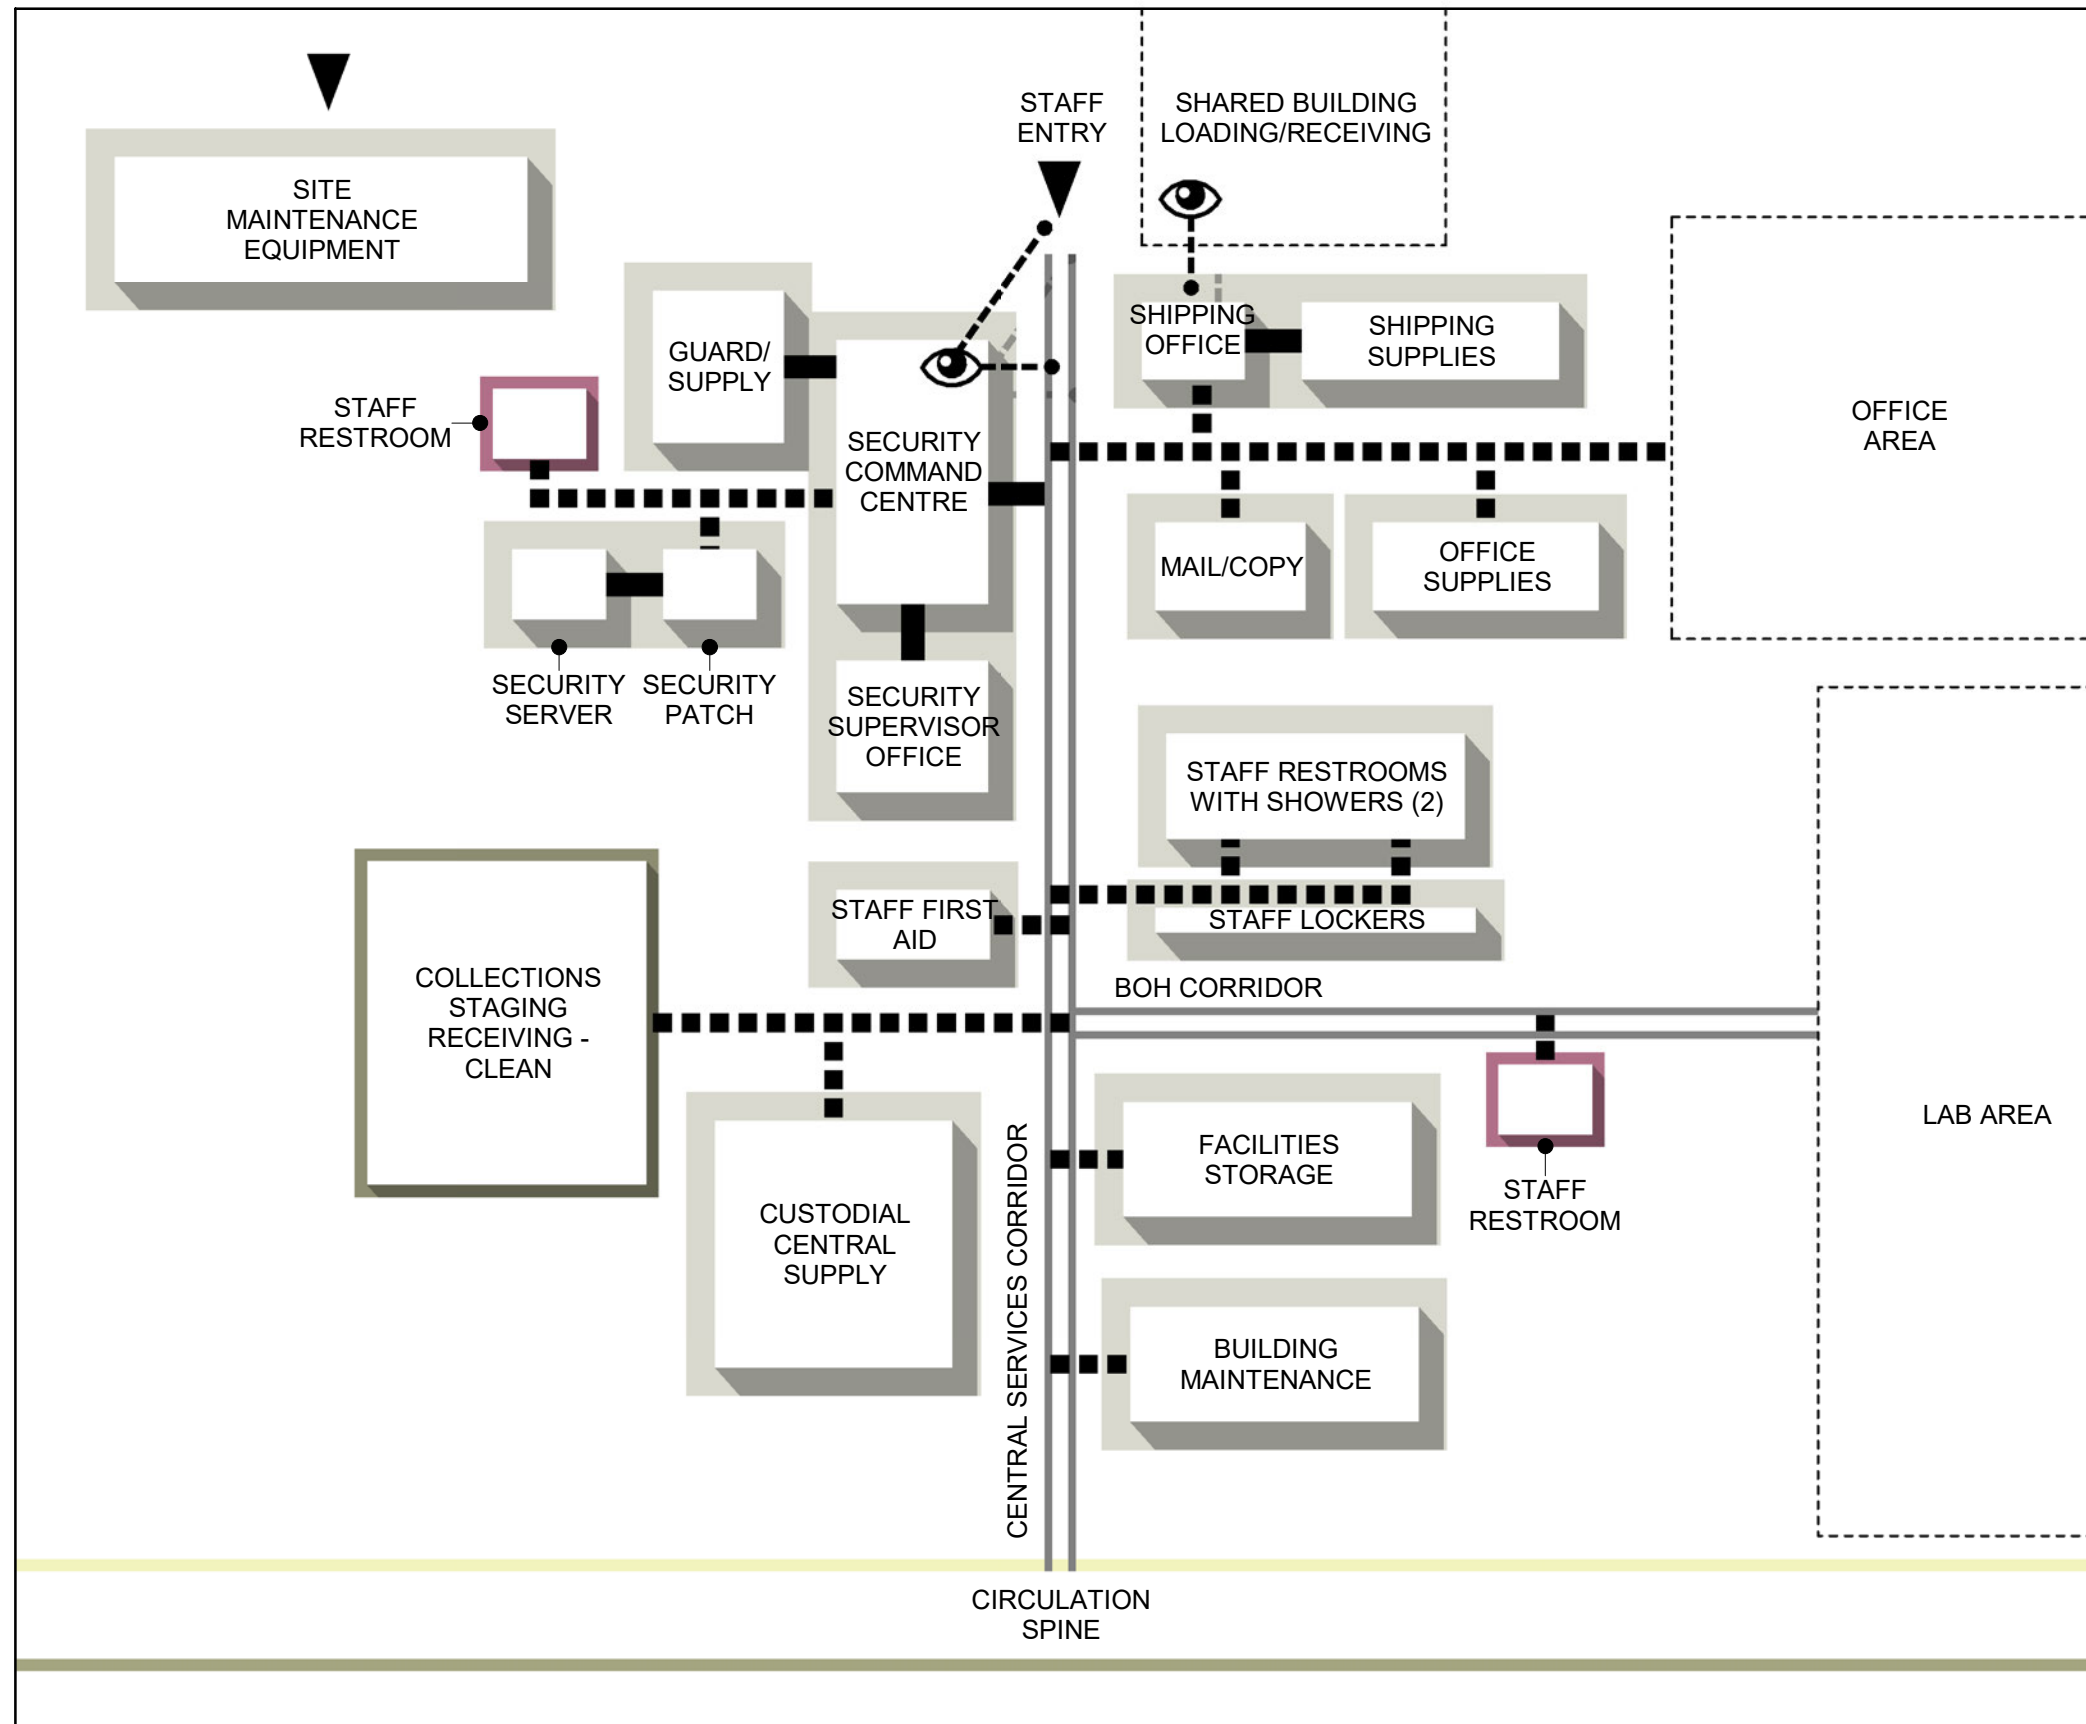 STAFF
ENTRY
SHARED BUILDING
LOADING/RECEIVING
SITE
MAINTENANCE
EQUIPMENT
GUARD/
SUPPLY
SHIPPING
OFFICE
SHIPPING
SUPPLIES
STAFF
RESTROOM
SECURITY
COMMAND
CENTRE
OFFICE
AREA
MAIL/COPY
OFFICE
SUPPLIES
SECURITY
SERVER
SECURITY
PATCH
SECURITY
SUPERVISOR
OFFICE
STAFF RESTROOMS
WITH SHOWERS (2)
STAFF FIRST
AID
STAFF LOCKERS
COLLECTIONS
STAGING
RECEIVING -
CLEAN
BOH CORRIDOR
LAB AREA
FACILITIES
STORAGE
STAFF
RESTROOM
CUSTODIAL
CENTRAL
SUPPLY
CENTRAL SERVICES CORRIDOR
BUILDING
MAINTENANCE
CIRCULATION
SPINE